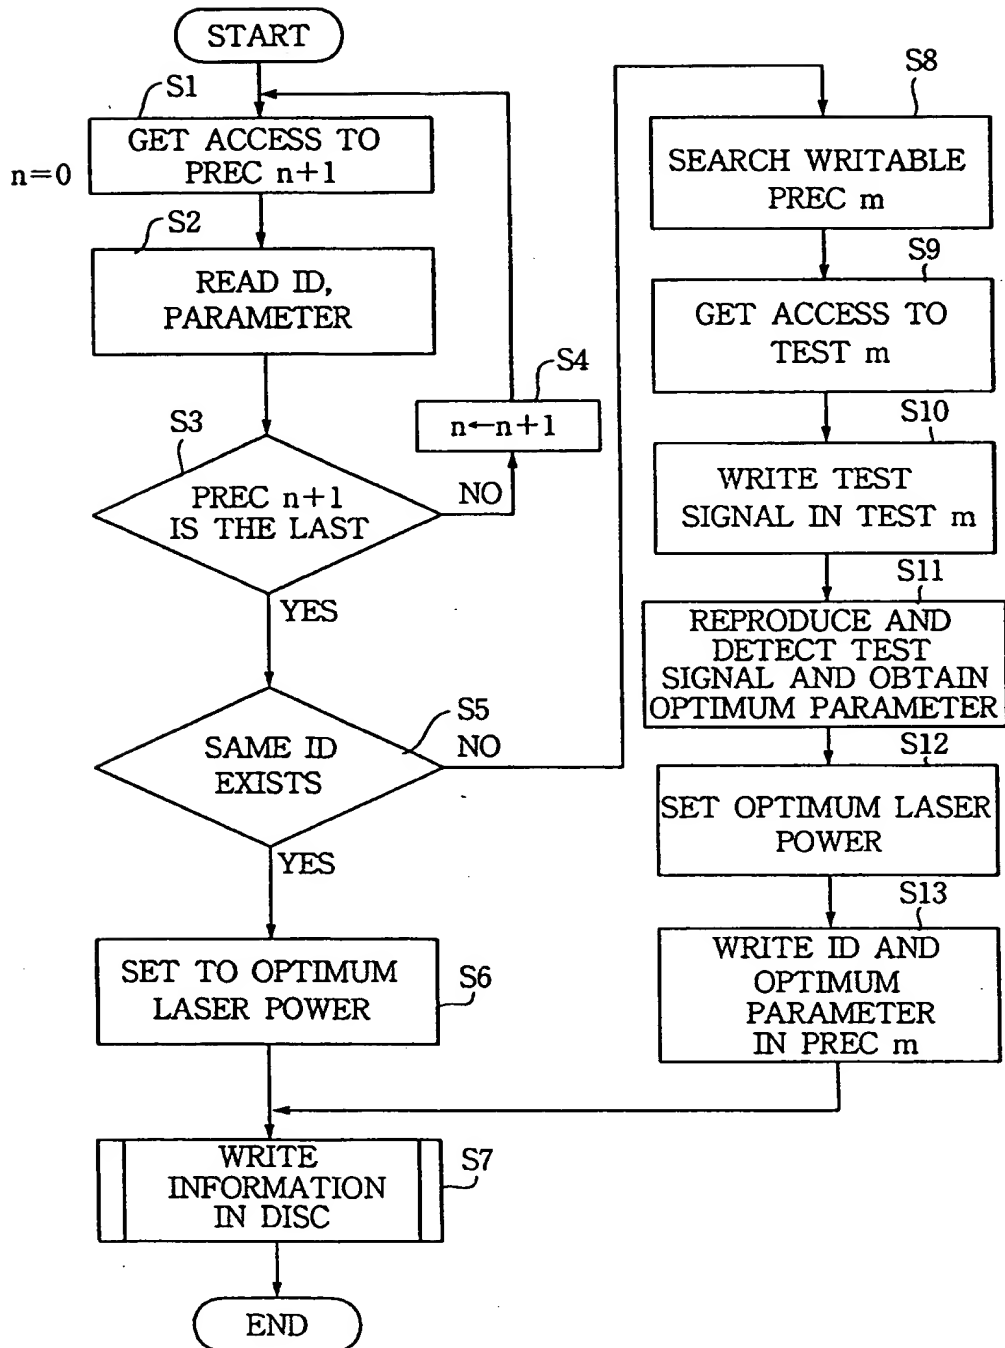 START
S1
GET ACCESS TO
PREC n+1
n=0
S2
READ ID,
PARAMETER
S4
n←n+1
S3
PREC n+1
IS THE LAST
NO
YES
S5
SAME ID
EXISTS
NO
YES
SET TO OPTIMUM
LASER POWER
S6
WRITE
INFORMATION
IN DISC
S7
END
S8
SEARCH WRITABLE
PREC m
S9
GET ACCESS TO
TEST m
S10
WRITE TEST
SIGNAL IN TEST m
S11
REPRODUCE AND
DETECT TEST
SIGNAL AND OBTAIN
OPTIMUM PARAMETER
S12
SET OPTIMUM LASER
POWER
S13
WRITE ID AND
OPTIMUM
PARAMETER
IN PREC m